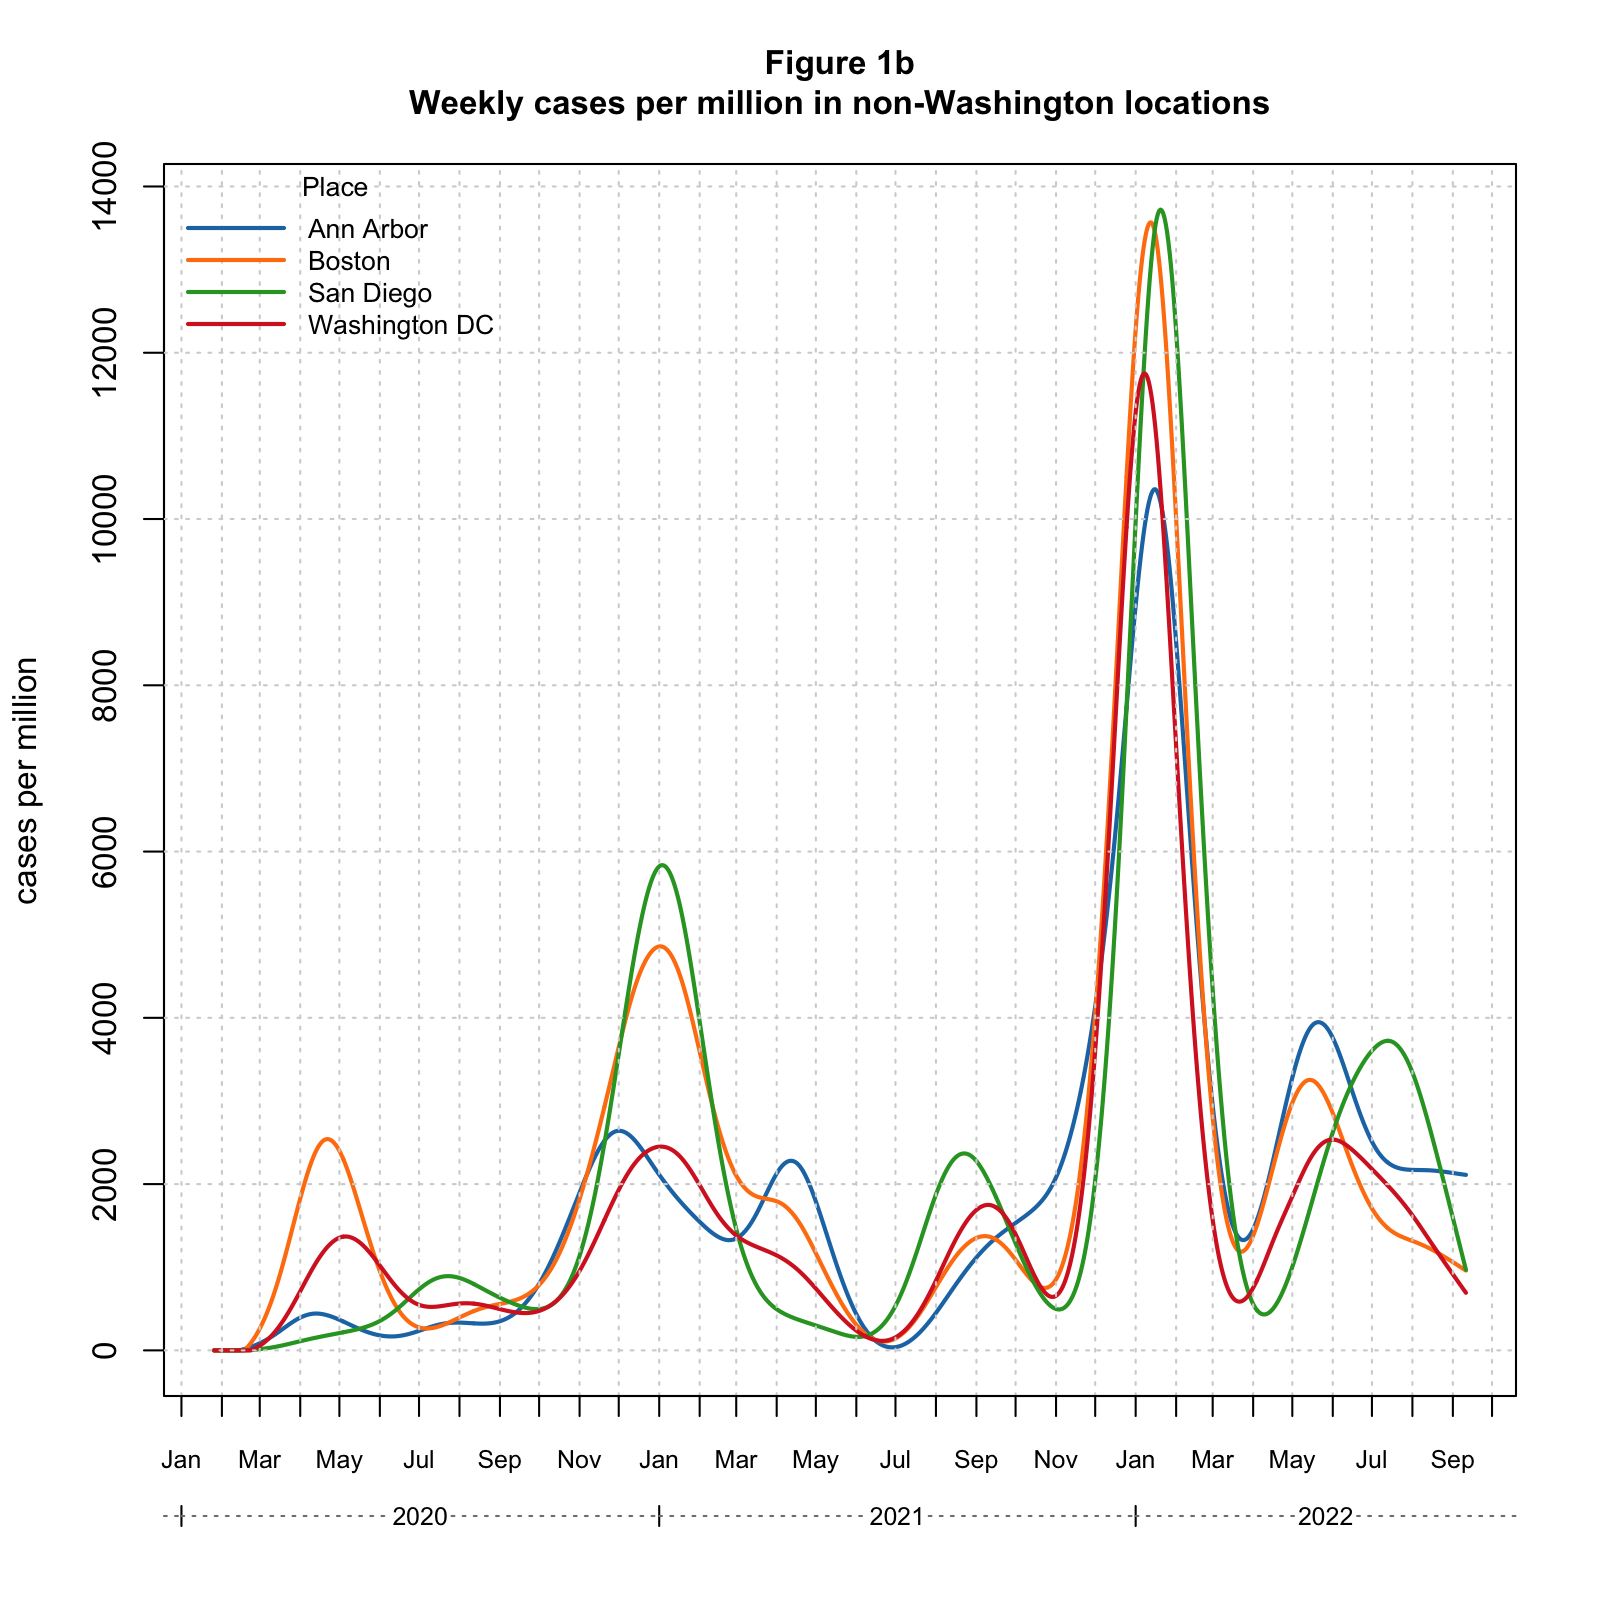 Figure 1b
Weekly cases per million in non-Washington locations
Place
Ann Arbor
Boston
San Diego
Washington DC
cases per million
14000
12000
10000
8000
6000
4000
2000
0
Jan Mar May Jul Sep Nov Jan Mar May Jul Sep Nov Jan Mar May Jul Sep
2020 2021 2022